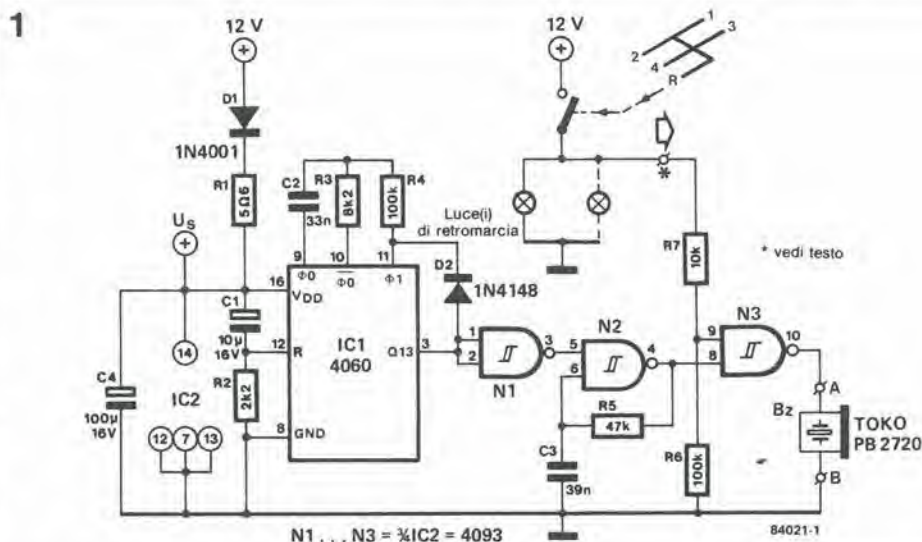 1
12 V
D1
1N4001
R1
5Ω6
US
C2
33n
R3
8k2
R4
100k
9
10
11
Φ0
Φ0
Φ1
16
VDD
C1
10µ
16V
12
R
R2
2k2
8
GND
IC1
4060
Q13
3
14
IC2
12
7
13
C4
100µ
16V
D2
1N4148
1
2
3
N1
5
6
4
N2
R5
47k
C3
39n
12 V
1
2
3
4
R
*
Luce(i)
di retromarcia
R7
10k
* vedi testo
N3
9
8
10
R6
100k
A
Bz
B
TOKO
PB 2720
N1 . . . N3 = ¾IC2 = 4093
84021-1